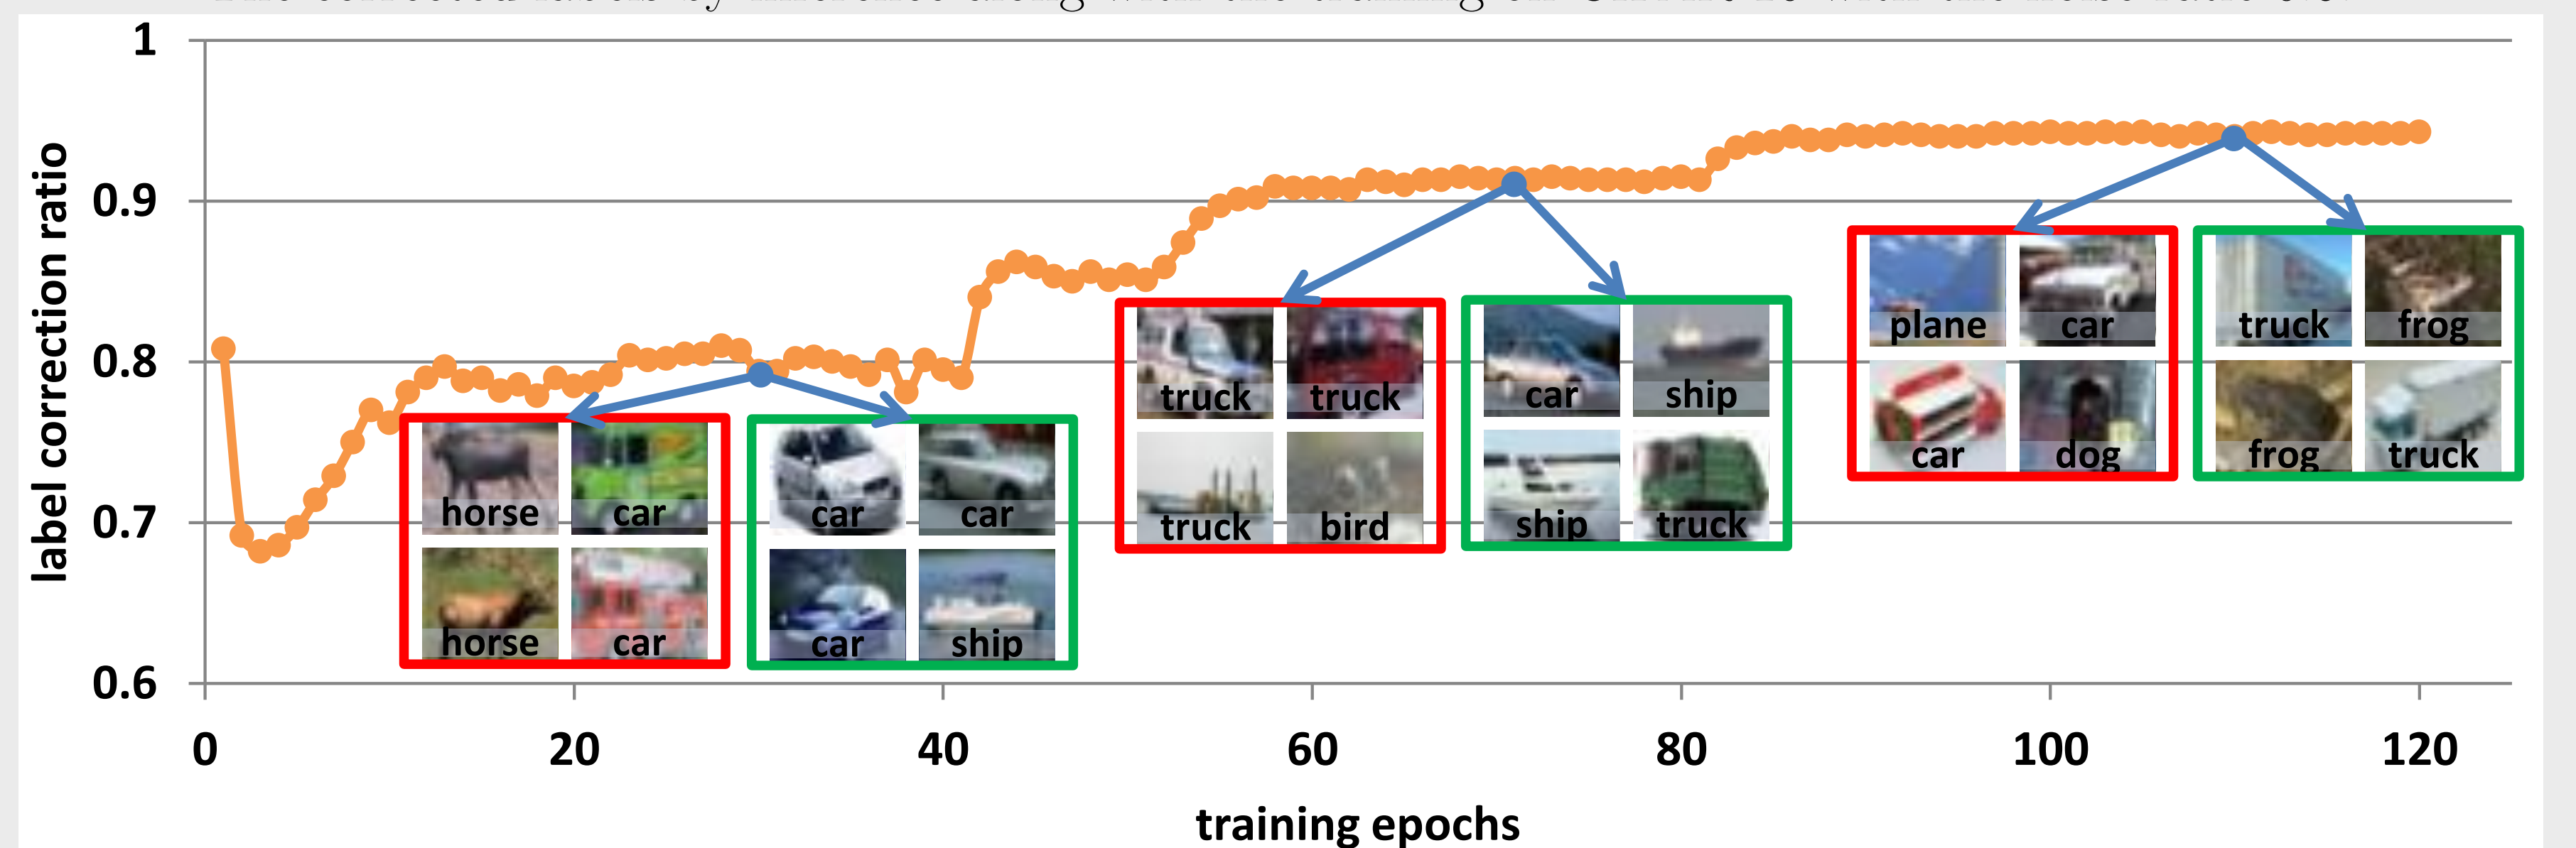 1
0.9
0.8
0.7
0.6
label correction ratio
horse car
horse car
car car
car ship
truck truck
truck bird
car ship
ship truck
plane car
car dog
truck frog
frog truck
0 20 40 60 80 100 120
training epochs